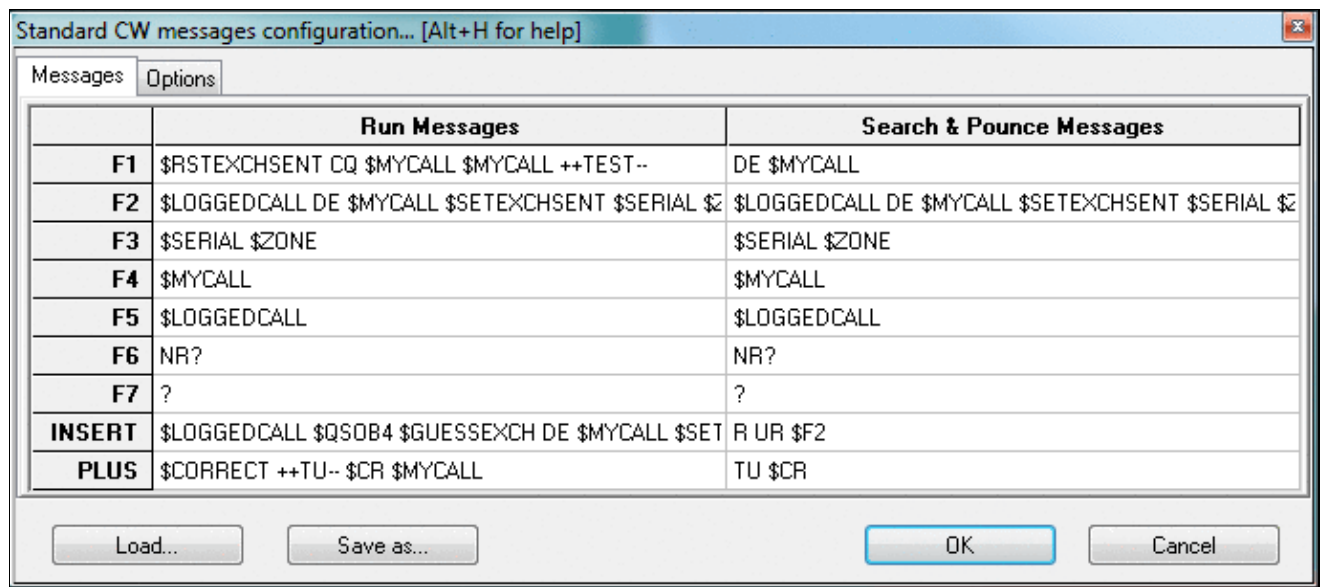 Standard CW messages configuration... [Alt+H for help]
Messages Options
Run Messages Search & Pounce Messages
F1 $RSTEXCHSENT CQ $MYCALL $MYCALL ++TEST-- DE $MYCALL
F2 $LOGGEDCALL DE $MYCALL $SETEXCHSENT $SERIAL $Z $LOGGEDCALL DE $MYCALL $SETEXCHSENT $SERIAL $Z
F3 $SERIAL $ZONE $SERIAL $ZONE
F4 $MYCALL $MYCALL
F5 $LOGGEDCALL $LOGGEDCALL
F6 NR? NR?
F7 ? ?
INSERT $LOGGEDCALL $QSOB4 $GUESSEXCH DE $MYCALL $SET R UR $F2
PLUS $CORRECT ++TU-- $CR $MYCALL TU $CR
Load... Save as... OK Cancel